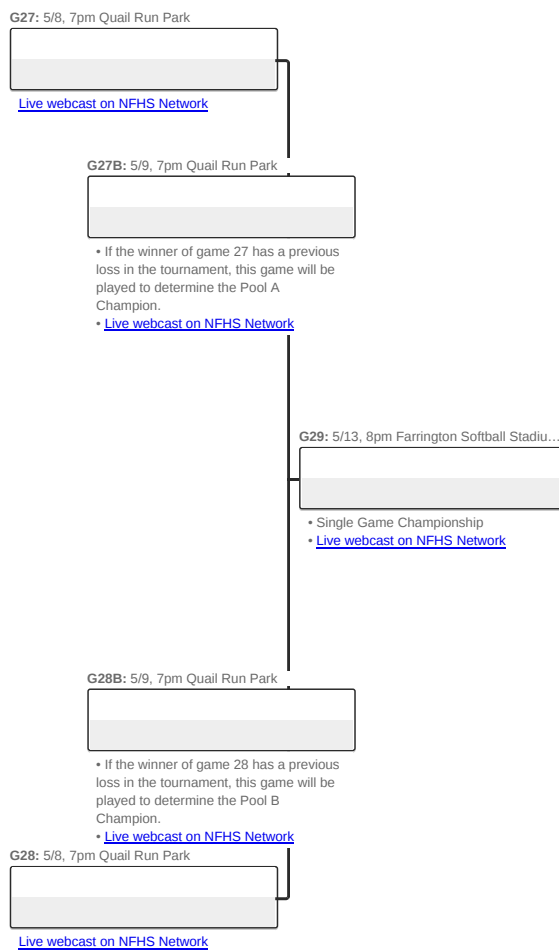 G27: 5/8, 7pm Quail Run Park
Live webcast on NFHS Network
G27B: 5/9, 7pm Quail Run Park
• If the winner of game 27 has a previous
loss in the tournament, this game will be
played to determine the Pool A
Champion.
• Live webcast on NFHS Network
G29: 5/13, 8pm Farrington Softball Stadiu...
• Single Game Championship
• Live webcast on NFHS Network
G28B: 5/9, 7pm Quail Run Park
• If the winner of game 28 has a previous
loss in the tournament, this game will be
played to determine the Pool B
Champion.
• Live webcast on NFHS Network
G28: 5/8, 7pm Quail Run Park
Live webcast on NFHS Network